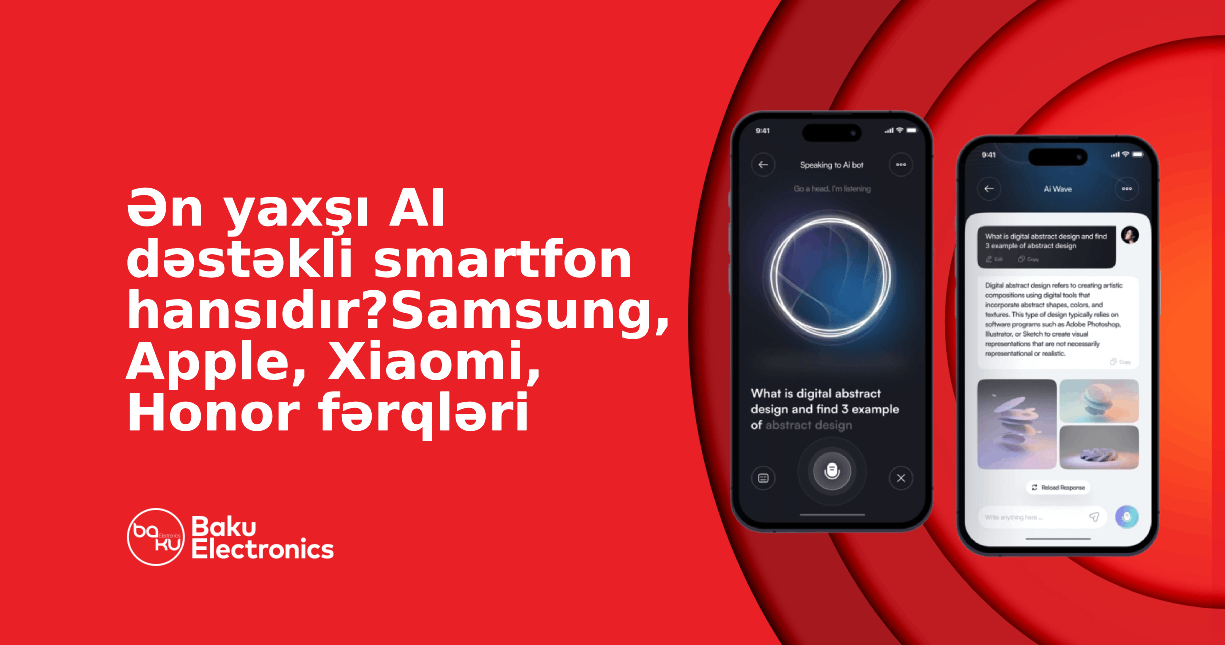 Ən yaxşı AI
dəstəkli smartfon
hansıdır?Samsung,
Apple, Xiaomi,
Honor fərqləri
ba
Electronics
KU
Baku
Electronics
9:41
Speaking to Ai bot
Go a head, I'm listening
What is digital abstract
design and find 3 example
of abstract design
9:41
Ai Wave
What is digital abstract design and find
3 example of abstract design
Edit
Copy
Digital abstract design refers to creating artistic
compositions using digital tools that
incorporate abstract shapes, colors, and
textures. This type of design typically relies on
software programs such as Adobe Photoshop,
Illustrator, or Sketch to create visual
representations that are not necessarily
representational or realistic.
Copy
Reload Response
Write anything here ...